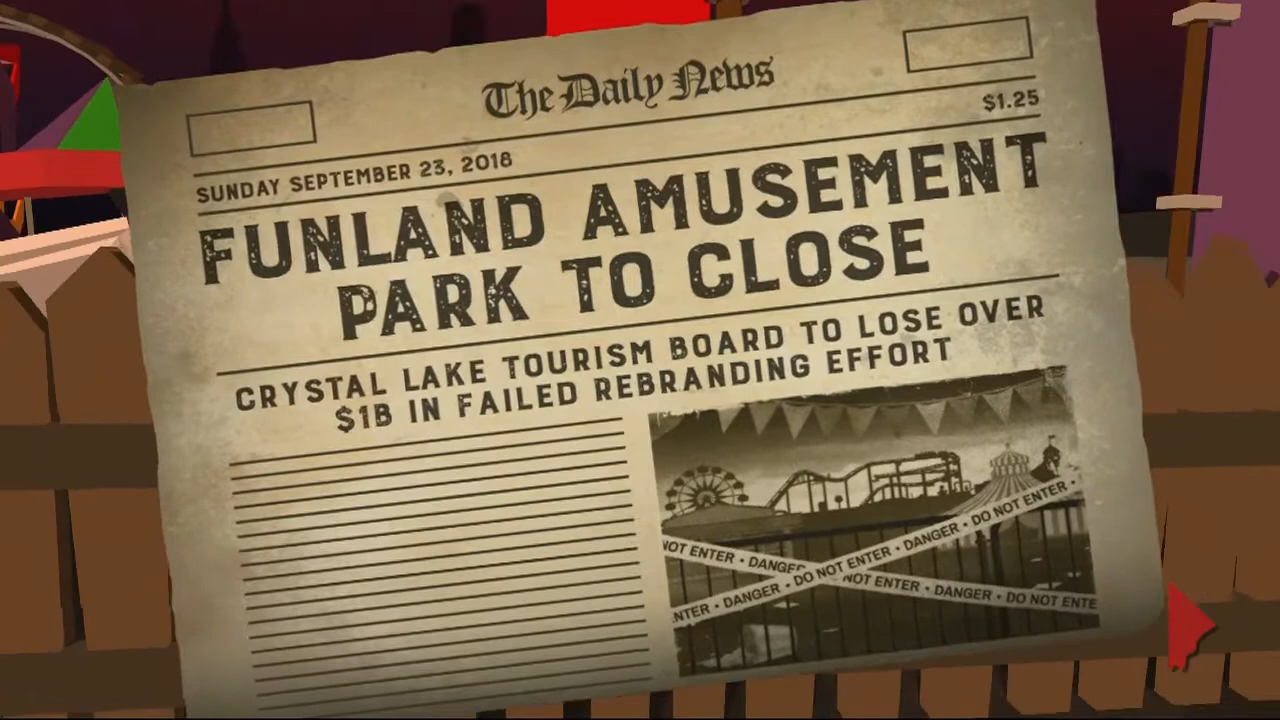 The Daily News
$1.25
SUNDAY SEPTEMBER 23, 2018
FUNLAND AMUSEMENT
PARK TO CLOSE
CRYSTAL LAKE TOURISM BOARD TO LOSE OVER
$1B IN FAILED REBRANDING EFFORT
NOT ENTER • DANGER
NOT ENTER • DANGER • DO NOT ENTE
NTER • DANGER • DO NOT ENTER • DANGER • DO NOT ENTER •